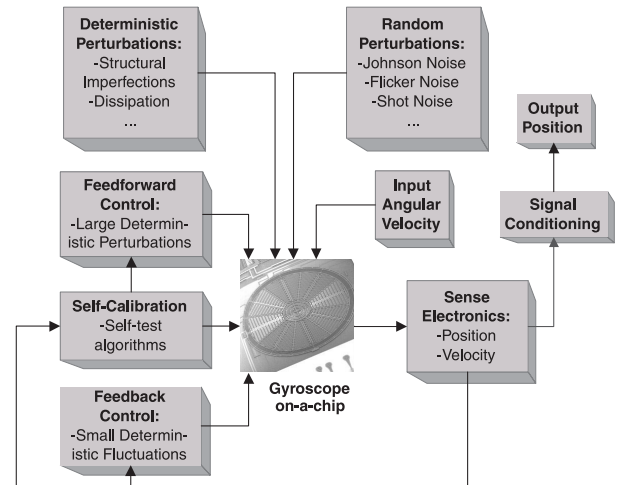 Deterministic
Perturbations:
-Structural
Imperfections
-Dissipation
...
Random
Perturbations:
-Johnson Noise
-Flicker Noise
-Shot Noise
...
Output
Position
Feedforward
Control:
-Large Determin-
istic Perturbations
Input
Angular
Velocity
Signal
Conditioning
Self-Calibration
-Self-test
algorithms
Sense
Electronics:
-Position
-Velocity
Gyroscope
on-a-chip
Feedback
Control:
-Small Determin-
istic Fluctuations